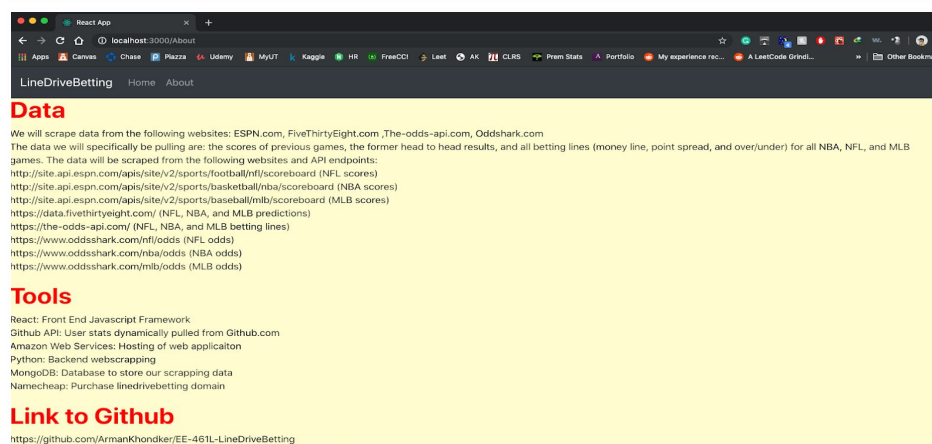 React App
localhost:3000/About
Apps Canvas Chase Piazza Udemy MyUT Kaggle HR FreeCC! Leet AK CLRS Prem Stats Portfolio My experience rec... A LeetCode Grindi... » Other Bookm
LineDriveBetting Home About
Data
We will scrape data from the following websites: ESPN.com, FiveThirtyEight.com ,The-odds-api.com, Oddshark.com
The data we will specifically be pulling are: the scores of previous games, the former head to head results, and all betting lines (money line, point spread, and over/under) for all NBA, NFL, and MLB
games. The data will be scraped from the following websites and API endpoints:
http://site.api.espn.com/apis/site/v2/sports/football/nfl/scoreboard (NFL scores)
http://site.api.espn.com/apis/site/v2/sports/basketball/nba/scoreboard (NBA scores)
http://site.api.espn.com/apis/site/v2/sports/baseball/mlb/scoreboard (MLB scores)
https://data.fivethirtyeight.com/ (NFL, NBA, and MLB predictions)
https://the-odds-api.com/ (NFL, NBA, and MLB betting lines)
https://www.oddsshark.com/nfl/odds (NFL odds)
https://www.oddsshark.com/nba/odds (NBA odds)
https://www.oddsshark.com/mlb/odds (MLB odds)
Tools
React: Front End Javascript Framework
Github API: User stats dynamically pulled from Github.com
Amazon Web Services: Hosting of web applicaiton
Python: Backend webscrapping
MongoDB: Database to store our scrapping data
Namecheap: Purchase linedrivebetting domain
Link to Github
https://github.com/ArmanKhondker/EE-461L-LineDriveBetting